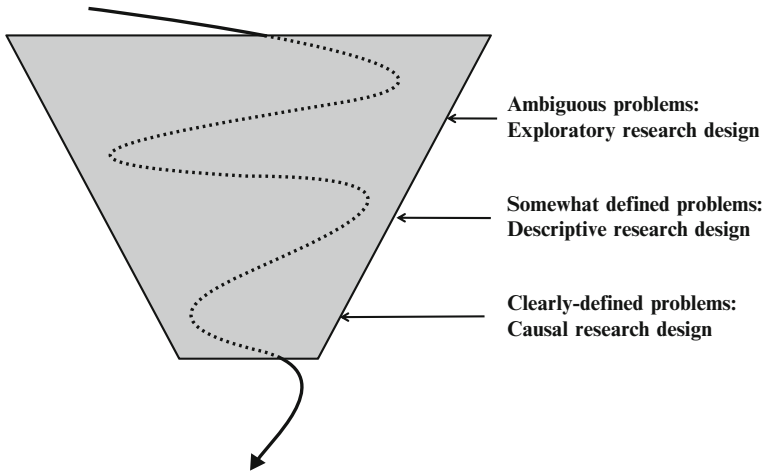 Ambiguous problems:
Exploratory research design
Somewhat defined problems:
Descriptive research design
Clearly-defined problems:
Causal research design